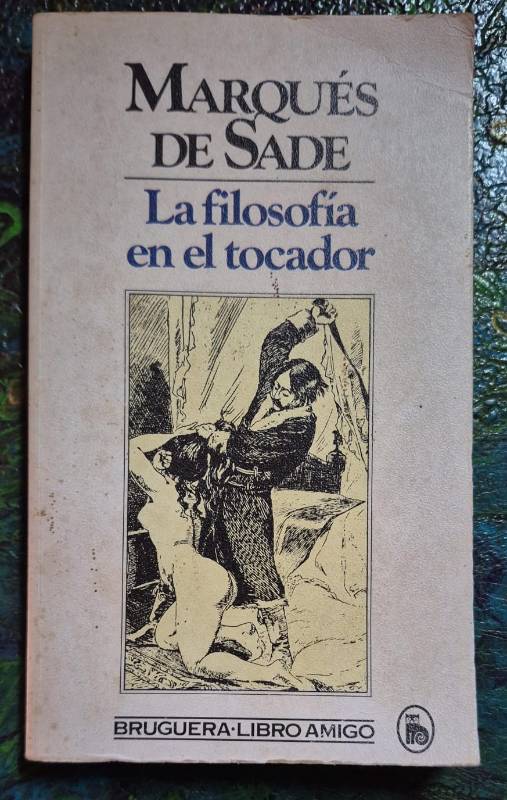 MARQUÉS
DE SADE
La filosofía
en el tocador
BRUGUERA·LIBRO AMIGO